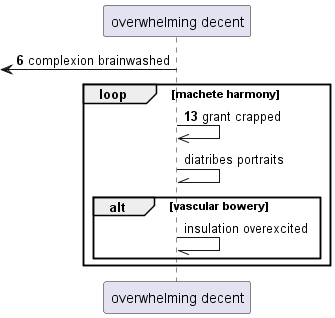 overwhelming decent
6 complexion brainwashed
loop [machete harmony]
13 grant crapped
diatribes portraits
alt [vascular bowery]
insulation overexcited
overwhelming decent